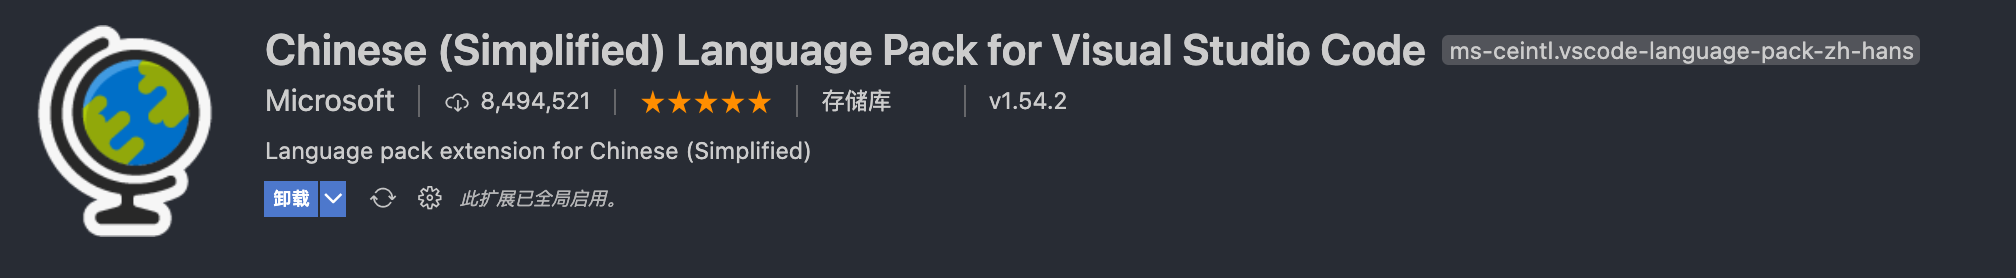 Chinese (Simplified) Language Pack for Visual Studio Code ms-ceintl.vscode-language-pack-zh-hans
Microsoft 8,494,521 存储库 v1.54.2
Language pack extension for Chinese (Simplified)
卸载 此扩展已全局启用。